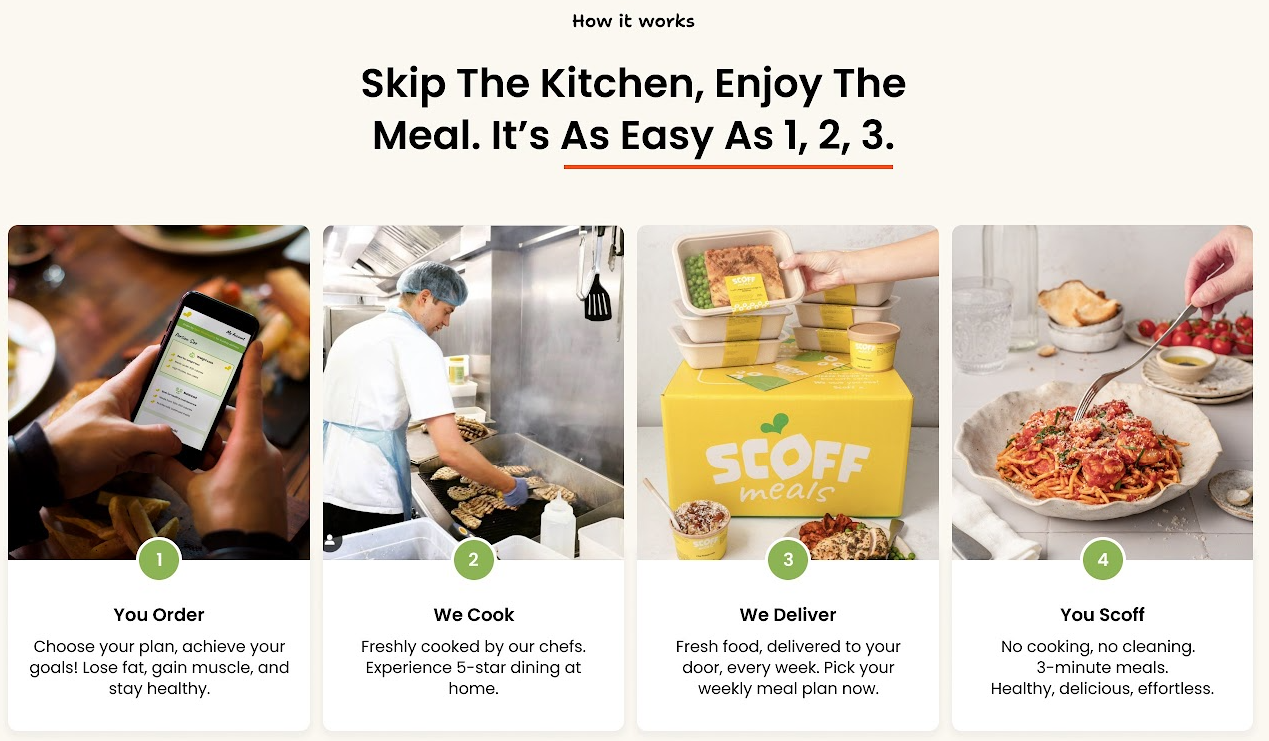 How it works
Skip The Kitchen, Enjoy The
Meal. It's As Easy As 1, 2, 3.
My Account
SCOFF
SCOFF
meals
1
2
3
4
You Order
We Cook
We Deliver
You Scoff
Choose your plan, achieve your
goals! Lose fat, gain muscle, and
stay healthy.
Freshly cooked by our chefs.
Experience 5-star dining at
home.
Fresh food, delivered to your
door, every week. Pick your
weekly meal plan now.
No cooking, no cleaning.
3-minute meals.
Healthy, delicious, effortless.